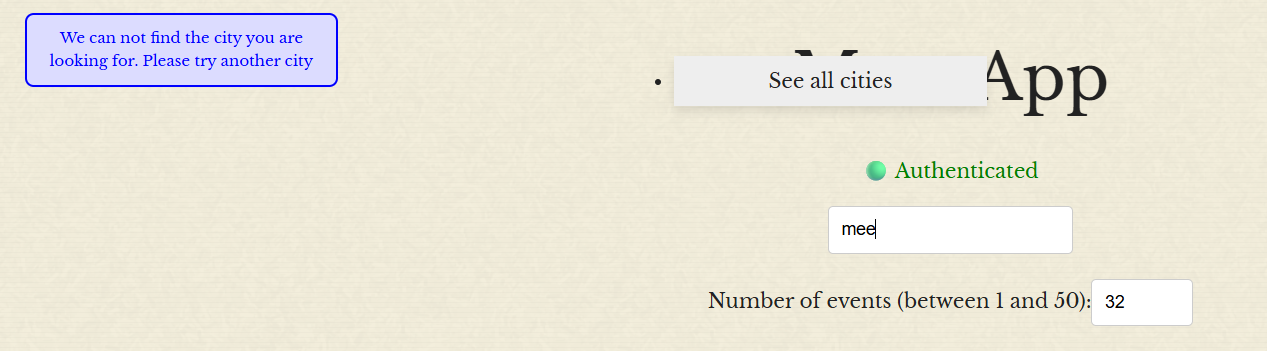 We can not find the city you are
looking for. Please try another city
App
See all cities
Authenticated
mee
Number of events (between 1 and 50):
32